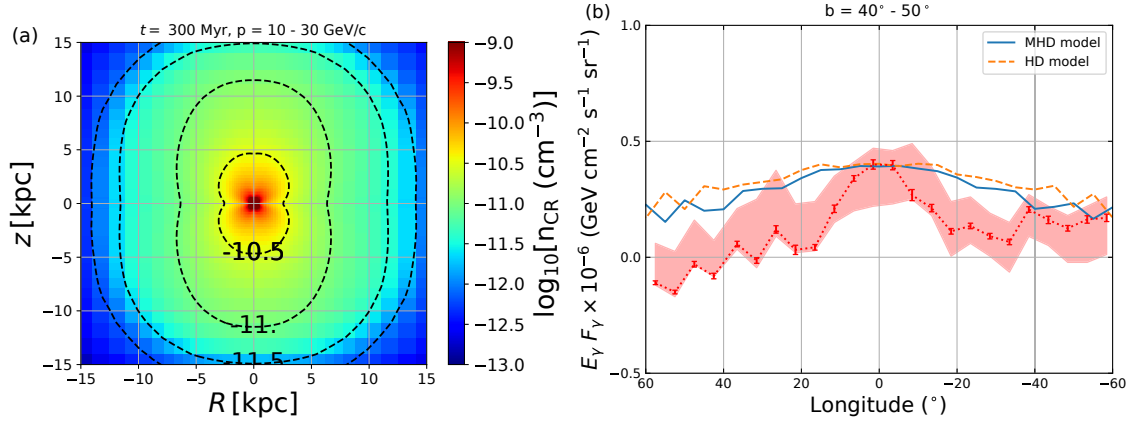 (a)
t = 300 Myr, p = 10 - 30 GeV/c
15
10
5
0
−5
−10
−15
z [kpc]
−15 −10 −5 0 5 10 15
R [kpc]
-10.5
-11.
-11.5
−9.0
−9.5
−10.0
−10.5
−11.0
−11.5
−12.0
−12.5
−13.0
log₁₀[n_CR (cm⁻³)]
(b)
b = 40° - 50°
MHD model
HD model
1.0
0.5
0.0
−0.5
E_γ F_γ × 10⁻⁶ (GeV cm⁻² s⁻¹ sr⁻¹)
60 40 20 0 −20 −40 −60
Longitude (°)